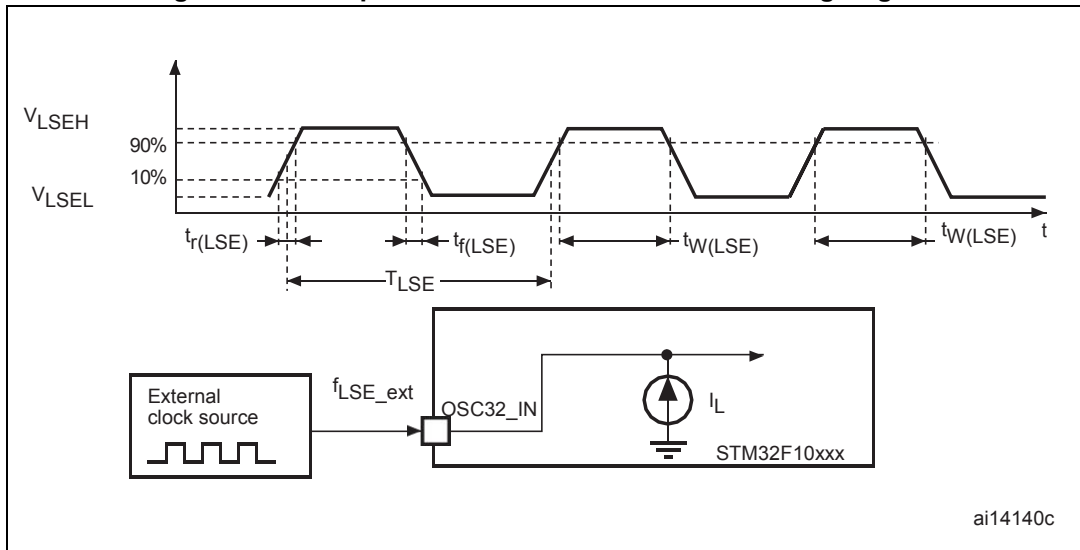 V_LSEH
90%
10%
V_LSEL
t_r(LSE)
t_f(LSE)
t_W(LSE)
t_W(LSE)
t
T_LSE
External
clock source
f_LSE_ext
OSC32_IN
I_L
STM32F10xxx
ai14140c